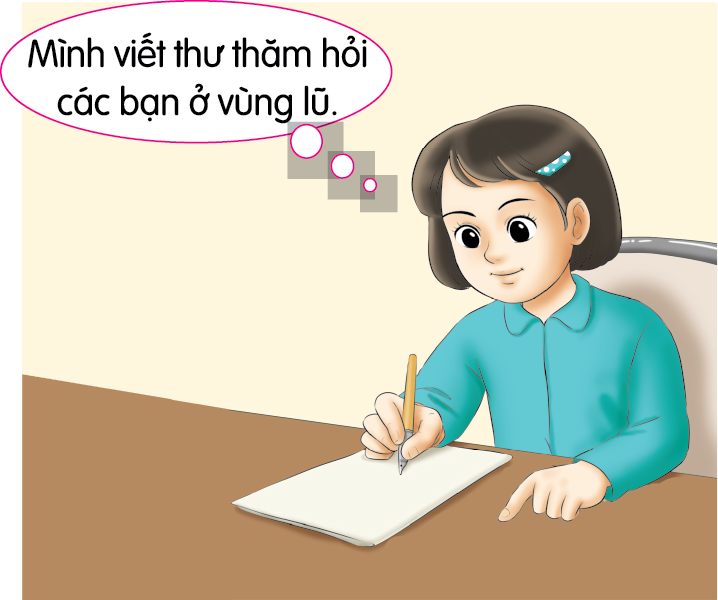 Mình viết thư thăm hỏi
các bạn ở vùng lũ.